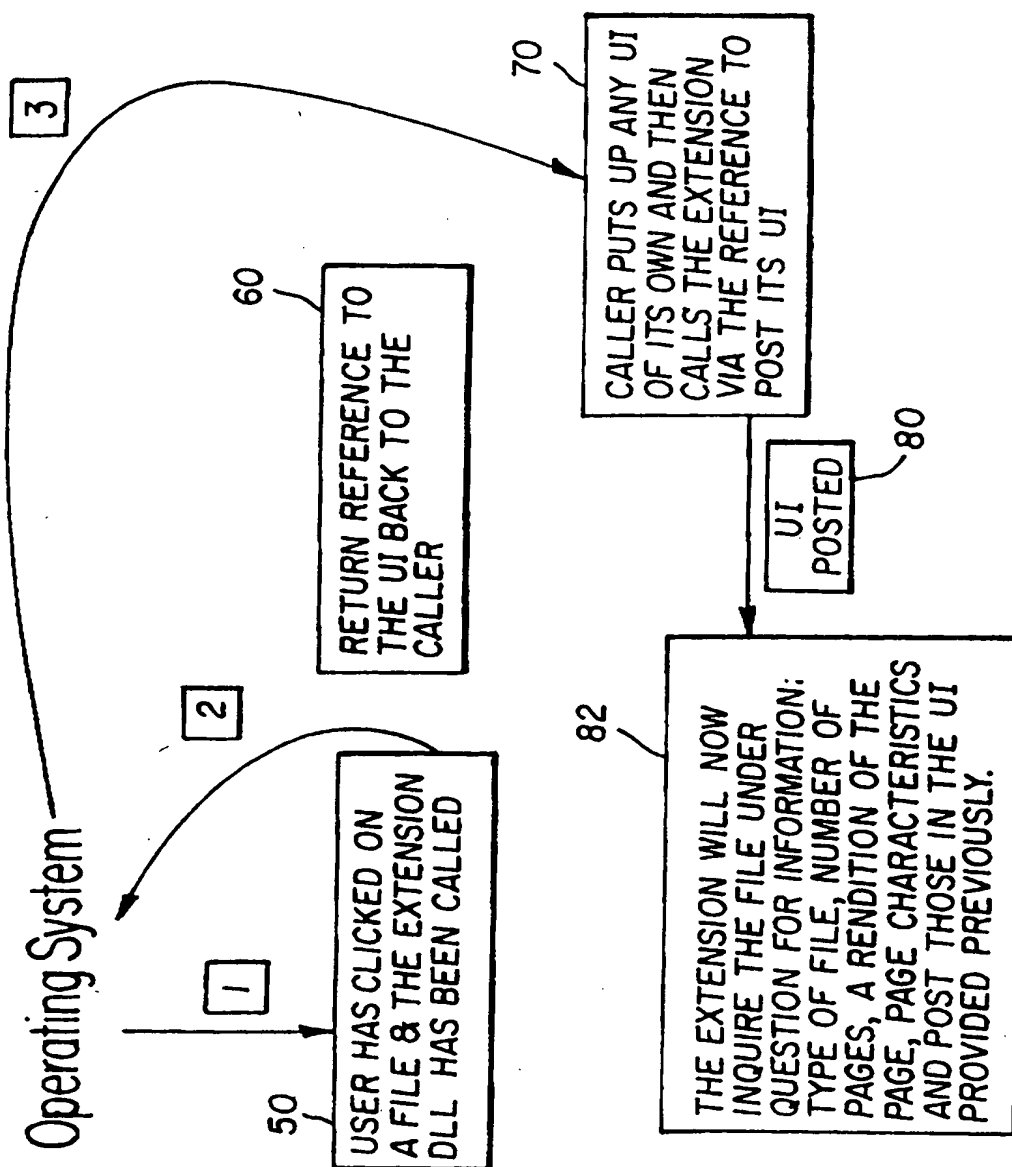 Operating System
1
2
3
50
USER HAS CLICKED ON
A FILE & THE EXTENSION
DLL HAS BEEN CALLED
60
RETURN REFERENCE TO
THE UI BACK TO THE
CALLER
70
CALLER PUTS UP ANY UI
OF ITS OWN AND THEN
CALLS THE EXTENSION
VIA THE REFERENCE TO
POST ITS UI
UI
POSTED
80
82
THE EXTENSION WILL NOW
INQUIRE THE FILE UNDER
QUESTION FOR INFORMATION:
TYPE OF FILE, NUMBER OF
PAGES, A RENDITION OF THE
PAGE, PAGE CHARACTERISTICS
AND POST THOSE IN THE UI
PROVIDED PREVIOUSLY.